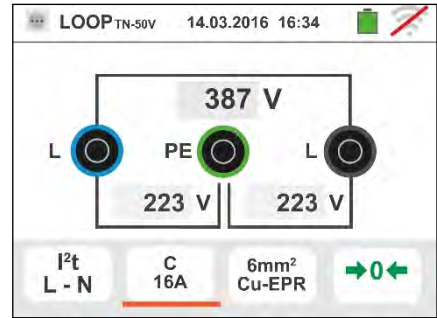 LOOP TN-50V 14.03.2016 16:34
387 V
L PE L
223 V 223 V
I²t C 6mm² →0←
L - N 16A Cu-EPR